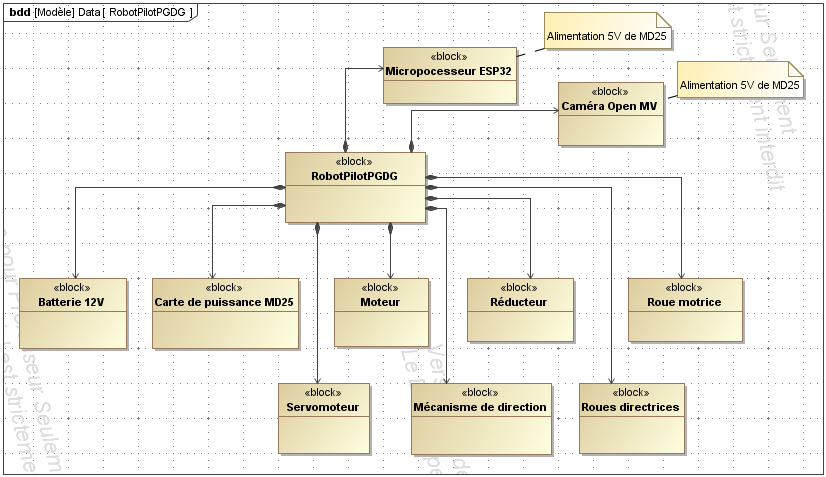 bdd [Modèle] Data [ RobotPilotPGDG ]
Alimentation 5V de MD25
«block»
Micropocesseur ESP32
Alimentation 5V de MD25
«block»
Caméra Open MV
«block»
RobotPilotPGDG
«block»
Batterie 12V
«block»
Carte de puissance MD25
«block»
Moteur
«block»
Réducteur
«block»
Roue motrice
«block»
Servomoteur
«block»
Mécanisme de direction
«block»
Roues directrices